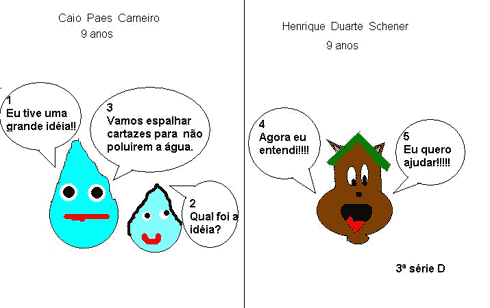 Caio Paes Carneiro
9 anos
1
Eu tive uma
grande idéia!!
3
Vamos espalhar
cartazes para não
poluirem a água.
2
Qual foi a
idéia?
Henrique Duarte Schener
9 anos
4
Agora eu
entendi!!!!
5
Eu quero
ajudar!!!!!
3ª série D